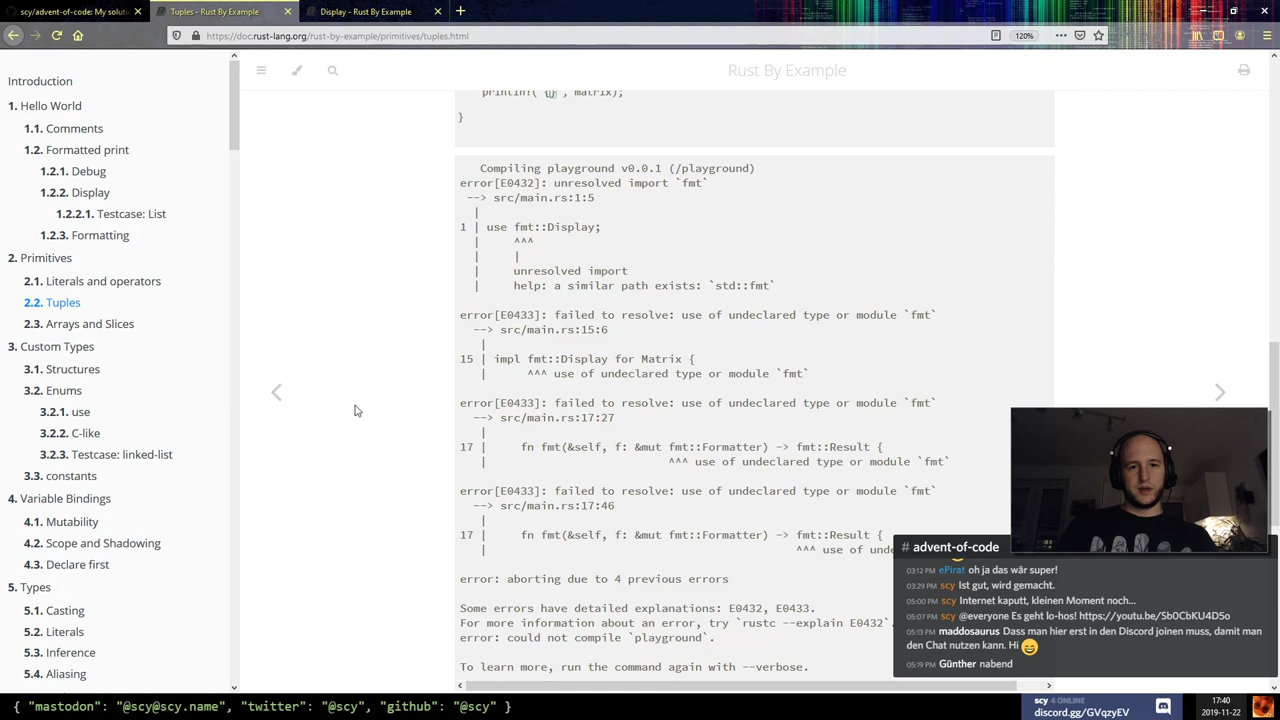 scy/advent-of-code: My soluti
Tuples - Rust By Example
Display - Rust By Example
https://doc.rust-lang.org/rust-by-example/primitives/tuples.html
120%
Introduction
1. Hello World
1.1. Comments
1.2. Formatted print
1.2.1. Debug
1.2.2. Display
1.2.2.1. Testcase: List
1.2.3. Formatting
2. Primitives
2.1. Literals and operators
2.2. Tuples
2.3. Arrays and Slices
3. Custom Types
3.1. Structures
3.2. Enums
3.2.1. use
3.2.2. C-like
3.2.3. Testcase: linked-list
3.3. constants
4. Variable Bindings
4.1. Mutability
4.2. Scope and Shadowing
4.3. Declare first
5. Types
5.1. Casting
5.2. Literals
5.3. Inference
5.4. Aliasing
Rust By Example
println!("{}", matrix);
}
Compiling playground v0.0.1 (/playground)
error[E0432]: unresolved import `fmt`
--> src/main.rs:1:5
|
1 | use fmt::Display;
|     ^^^
|     |
|     unresolved import
|     help: a similar path exists: `std::fmt`
error[E0433]: failed to resolve: use of undeclared type or module `fmt`
--> src/main.rs:15:6
|
15 | impl fmt::Display for Matrix {
|      ^^^ use of undeclared type or module `fmt`
error[E0433]: failed to resolve: use of undeclared type or module `fmt`
--> src/main.rs:17:27
|
17 |     fn fmt(&self, f: &mut fmt::Formatter) -> fmt::Result {
|                           ^^^ use of undeclared type or module `fmt`
error[E0433]: failed to resolve: use of undeclared type or module `fmt`
--> src/main.rs:17:46
|
17 |     fn fmt(&self, f: &mut fmt::Formatter) -> fmt::Result {
|                                              ^^^ use of unde
error: aborting due to 4 previous errors
Some errors have detailed explanations: E0432, E0433.
For more information about an error, try `rustc --explain E0432`.
error: could not compile `playground`.
To learn more, run the command again with --verbose.
# advent-of-code
03:12 PM ePirat oh ja das wär super!
03:29 PM scy Ist gut, wird gemacht.
05:00 PM scy Internet kaputt, kleinen Moment noch...
05:07 PM scy @everyone Es geht lo-hos! https://youtu.be/Sb0CbKU4D5o
05:13 PM maddosaurus Dass man hier erst in den Discord joinen muss, damit man
den Chat nutzen kann. Hi 😄
05:19 PM Günther nabend
{ "mastodon": "@scy@scy.name", "twitter": "@scy", "github": "@scy" }
scy 4 ONLINE
discord.gg/GVqzyEV
17:40
2019-11-22